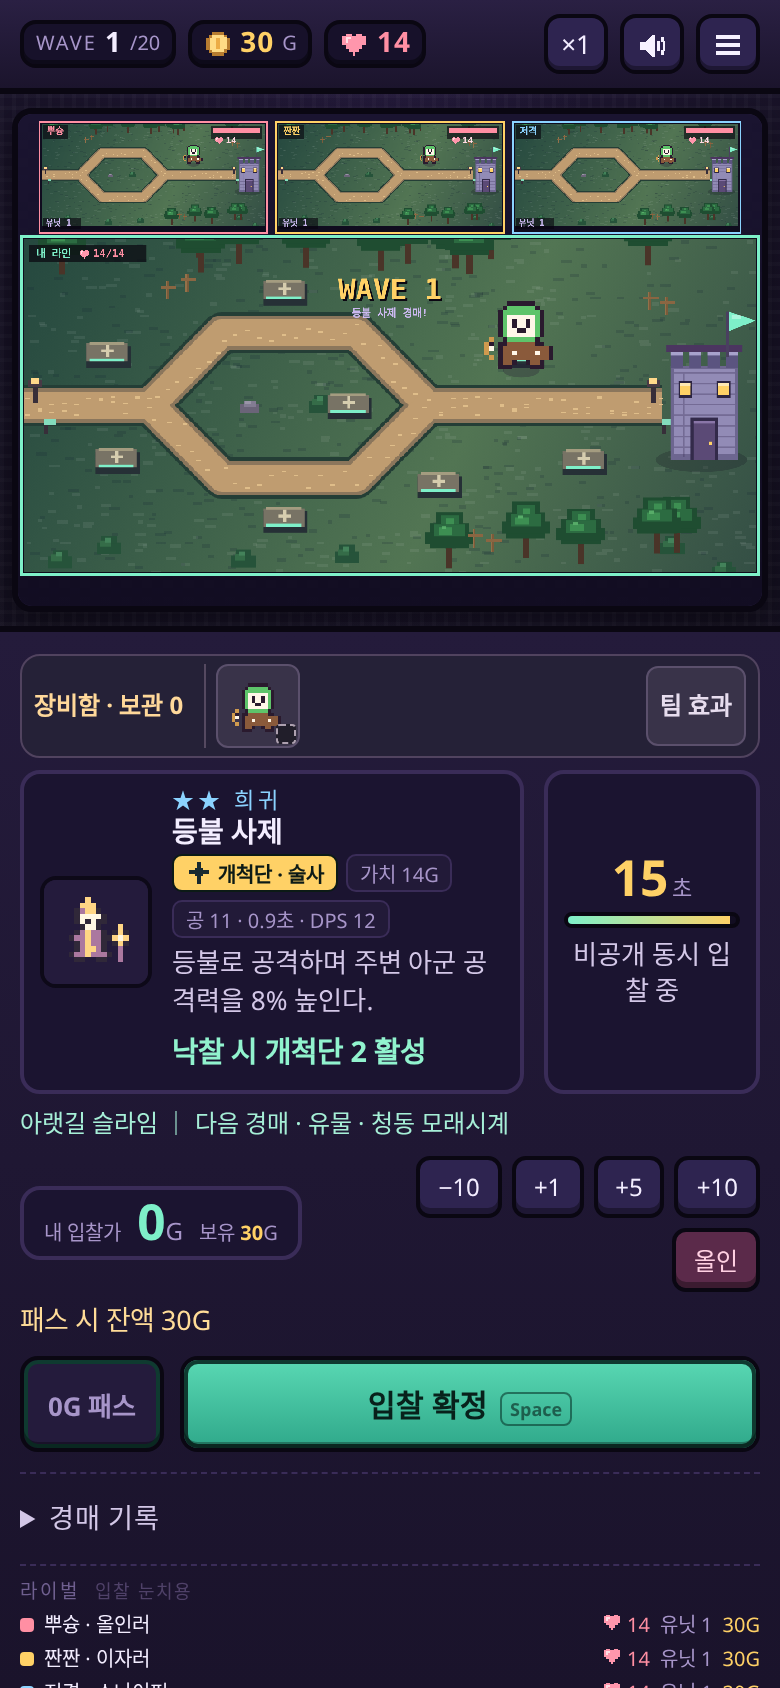 WAVE 1 /20 30 G 14 ×1
뿌슝 14 짠짠 14 저격 14
유닛 1 유닛 1 유닛 1
내 라인 14/14
WAVE 1
등불 사제 경매!
장비함 · 보관 0 팀 효과
★★ 희귀
등불 사제
개척단 · 술사 가치 14G
공 11 · 0.9초 · DPS 12
등불로 공격하며 주변 아군 공
격력을 8% 높인다.
낙찰 시 개척단 2 활성
15 초
비공개 동시 입
찰 중
아랫길 슬라임 | 다음 경매 · 유물 · 청동 모래시계
−10 +1 +5 +10
내 입찰가 0G 보유 30G
올인
패스 시 잔액 30G
0G 패스 입찰 확정 Space
▶ 경매 기록
라이벌 입찰 눈치용
뿌슝 · 올인러 14 유닛 1 30G
짠짠 · 이자러 14 유닛 1 30G